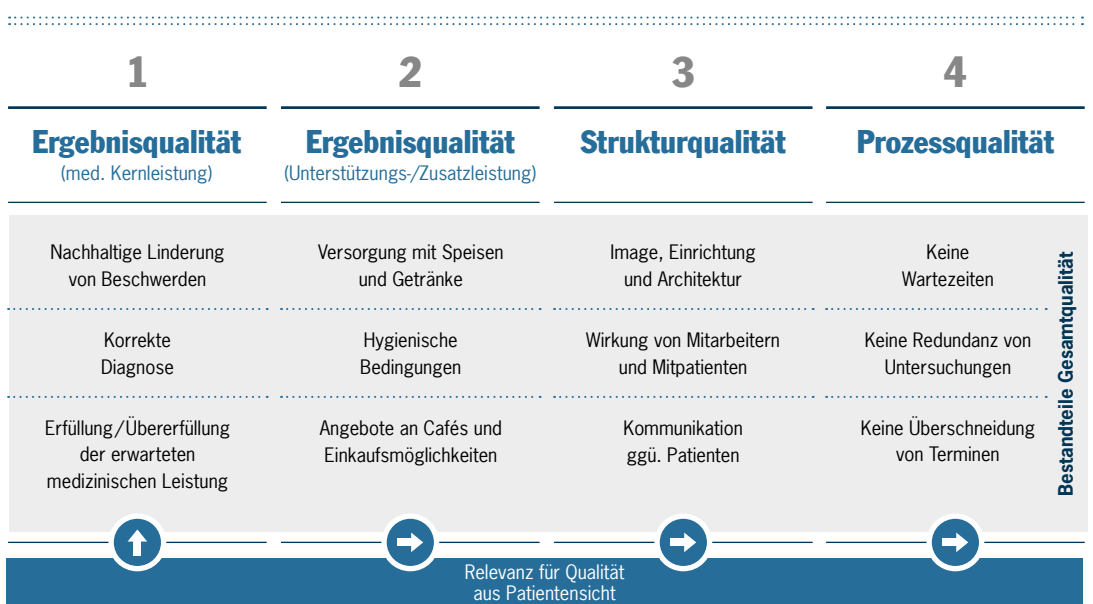 1
Ergebnisqualität
(med. Kernleistung)
Nachhaltige Linderung
von Beschwerden
Korrekte
Diagnose
Erfüllung/Übererfüllung
der erwarteten
medizinischen Leistung
2
Ergebnisqualität
(Unterstützungs-/Zusatzleistung)
Versorgung mit Speisen
und Getränke
Hygienische
Bedingungen
Angebote an Cafés und
Einkaufsmöglichkeiten
3
Strukturqualität
Image, Einrichtung
und Architektur
Wirkung von Mitarbeitern
und Mitpatienten
Kommunikation
ggü. Patienten
4
Prozessqualität
Keine
Wartezeiten
Keine Redundanz von
Untersuchungen
Keine Überschneidung
von Terminen
Bestandteile Gesamtqualität
Relevanz für Qualität
aus Patientensicht